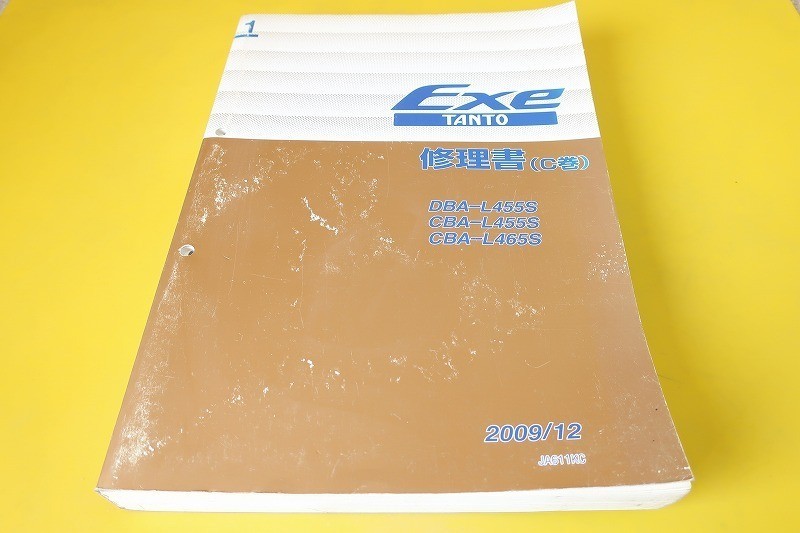 1
Exe
TANTO
修理書(C巻)
DBA-L455S
CBA-L455S
CBA-L465S
2009/12
JA611KC